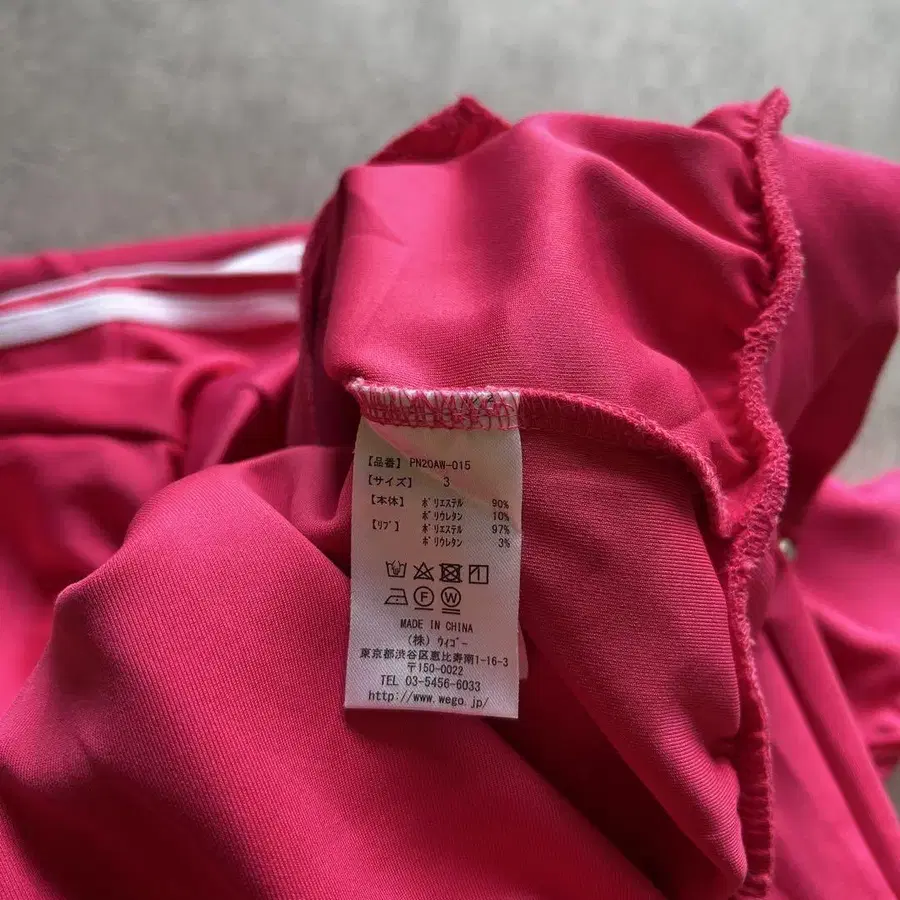 【品番】 PN20AW-015
【サイズ】 3
【本体】 ポリエステル 90%
ポリウレタン 10%
【リブ】 ポリエステル 97%
ポリウレタン 3%
F W
MADE IN CHINA
(株) ウィゴー
東京都渋谷区恵比寿南1-16-3
〒150-0022
TEL 03-5456-6033
http://www.wego.jp/